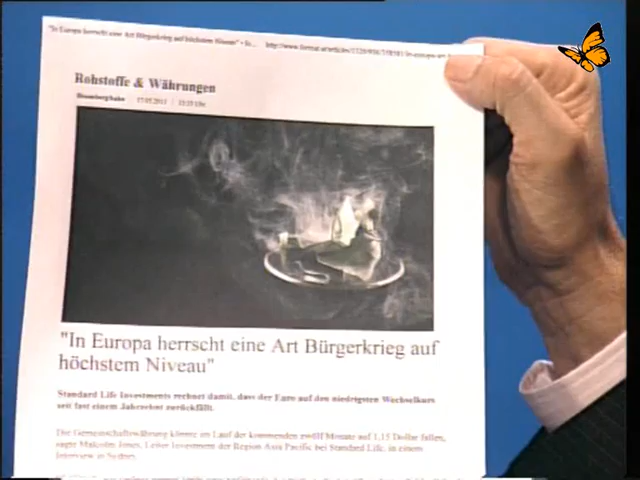 "In Europa herrscht eine Art Bürgerkrieg auf höchstem Niveau"
Rohstoffe & Währungen
"In Europa herrscht eine Art Bürgerkrieg auf
höchstem Niveau"
Standard Life Investments rechnet damit, dass der Euro auf den niedrigsten Wechselkurs
seit fast einem Jahrzehnt zurückfällt.
Die Gemeinschaftswährung könnte im Lauf der kommenden zwölf Monate auf 1,15 Dollar fallen,
sagte Malcolm Jones, Leiter Investment der Region Asia Pacific bei Standard Life, in einem
Interview in Sydney.